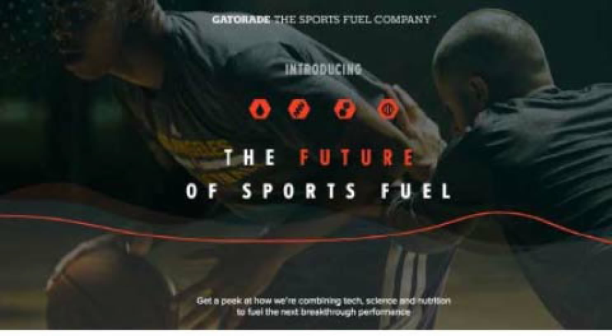 GATORADE THE SPORTS FUEL COMPANY™
INTRODUCING
THE FUTURE
OF SPORTS FUEL
Get a peek at how we're combining tech, science and nutrition
to fuel the next breakthrough performance